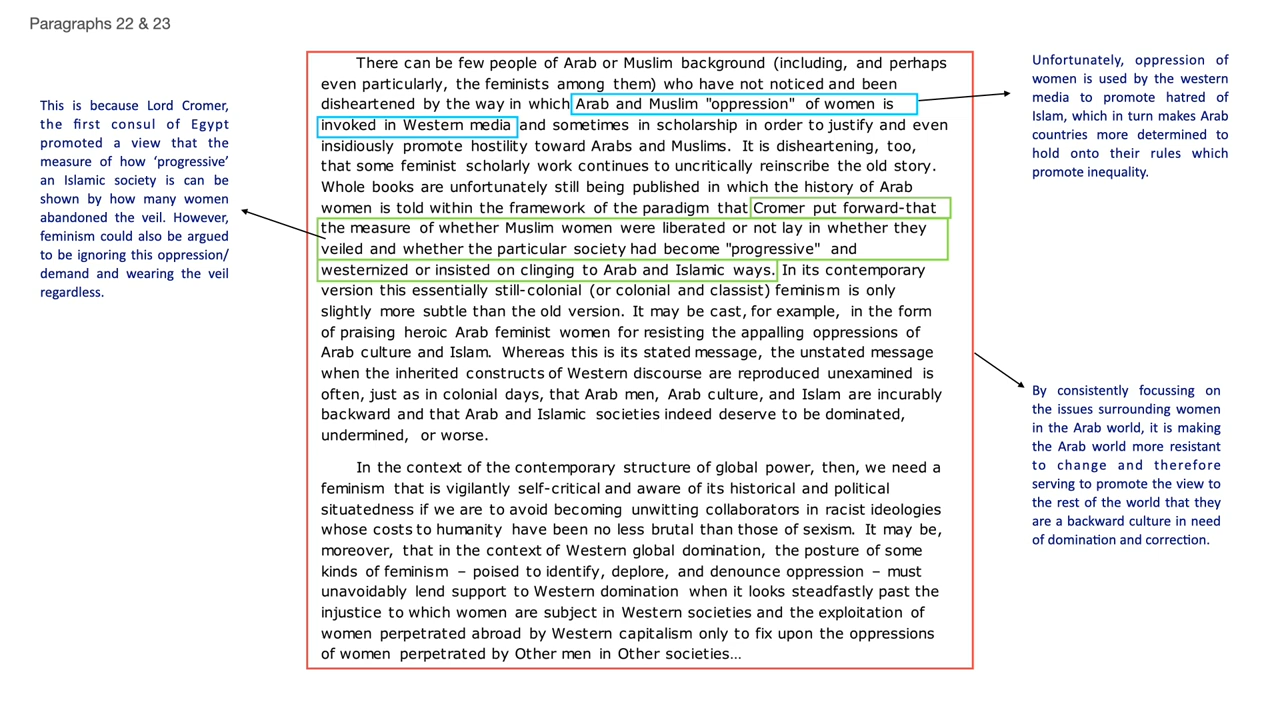 Paragraphs 22 & 23
This is because Lord Cromer,
the first consul of Egypt
promoted a view that the
measure of how ‘progressive’
an Islamic society is can be
shown by how many women
abandoned the veil. However,
feminism could also be argued
to be ignoring this oppression/
demand and wearing the veil
regardless.
There can be few people of Arab or Muslim background (including, and perhaps
even particularly, the feminists among them) who have not noticed and been
disheartened by the way in which Arab and Muslim "oppression" of women is
invoked in Western media and sometimes in scholarship in order to justify and even
insidiously promote hostility toward Arabs and Muslims. It is disheartening, too,
that some feminist scholarly work continues to uncritically reinscribe the old story.
Whole books are unfortunately still being published in which the history of Arab
women is told within the framework of the paradigm that Cromer put forward-that
the measure of whether Muslim women were liberated or not lay in whether they
veiled and whether the particular society had become "progressive" and
westernized or insisted on clinging to Arab and Islamic ways. In its contemporary
version this essentially still-colonial (or colonial and classist) feminism is only
slightly more subtle than the old version. It may be cast, for example, in the form
of praising heroic Arab feminist women for resisting the appalling oppressions of
Arab culture and Islam. Whereas this is its stated message, the unstated message
when the inherited constructs of Western discourse are reproduced unexamined is
often, just as in colonial days, that Arab men, Arab culture, and Islam are incurably
backward and that Arab and Islamic societies indeed deserve to be dominated,
undermined, or worse.
In the context of the contemporary structure of global power, then, we need a
feminism that is vigilantly self-critical and aware of its historical and political
situatedness if we are to avoid becoming unwitting collaborators in racist ideologies
whose costs to humanity have been no less brutal than those of sexism. It may be,
moreover, that in the context of Western global domination, the posture of some
kinds of feminism – poised to identify, deplore, and denounce oppression – must
unavoidably lend support to Western domination when it looks steadfastly past the
injustice to which women are subject in Western societies and the exploitation of
women perpetrated abroad by Western capitalism only to fix upon the oppressions
of women perpetrated by Other men in Other societies…
Unfortunately, oppression of
women is used by the western
media to promote hatred of
Islam, which in turn makes Arab
countries more determined to
hold onto their rules which
promote inequality.
By consistently focussing on
the issues surrounding women
in the Arab world, it is making
the Arab world more resistant
to change and therefore
serving to promote the view to
the rest of the world that they
are a backward culture in need
of domination and correction.